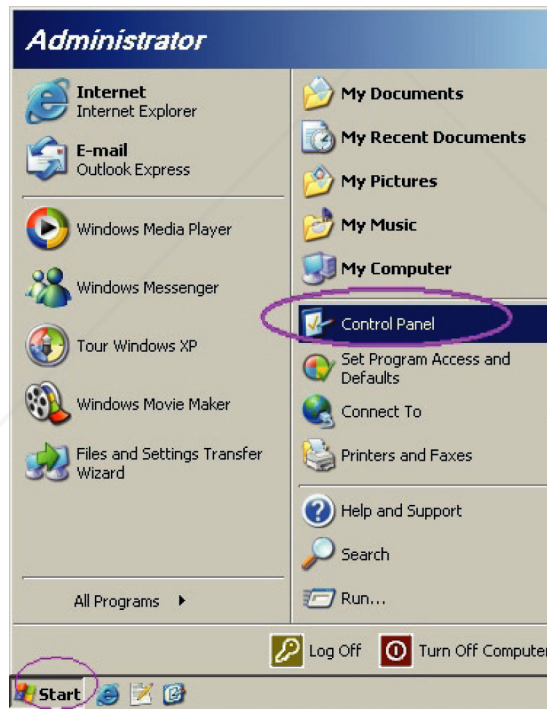 Administrator
Internet
Internet Explorer
E-mail
Outlook Express
Windows Media Player
Windows Messenger
Tour Windows XP
Windows Movie Maker
Files and Settings Transfer
Wizard
All Programs
My Documents
My Recent Documents
My Pictures
My Music
My Computer
Control Panel
Set Program Access and
Defaults
Connect To
Printers and Faxes
Help and Support
Search
Run...
Log Off
Turn Off Computer
Start